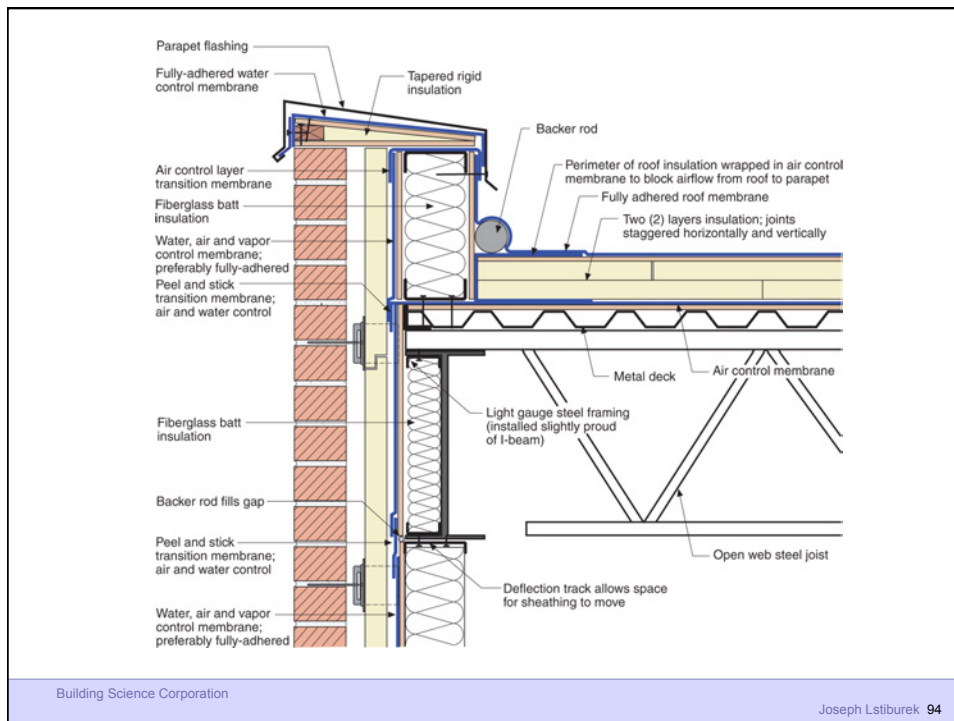 Parapet flashing
Fully-adhered water
control membrane
Tapered rigid
insulation
Backer rod
Air control layer
transition membrane
Perimeter of roof insulation wrapped in air control
membrane to block airflow from roof to parapet
Fiberglass batt
insulation
Fully adhered roof membrane
Two (2) layers insulation; joints
staggered horizontally and vertically
Water, air and vapor
control membrane;
preferably fully-adhered
Peel and stick
transition membrane;
air and water control
Metal deck
Air control membrane
Light gauge steel framing
(installed slightly proud
of I-beam)
Fiberglass batt
insulation
Backer rod fills gap
Peel and stick
transition membrane;
air and water control
Open web steel joist
Deflection track allows space
for sheathing to move
Water, air and vapor
control membrane;
preferably fully-adhered
Building Science Corporation
Joseph Lstiburek 94